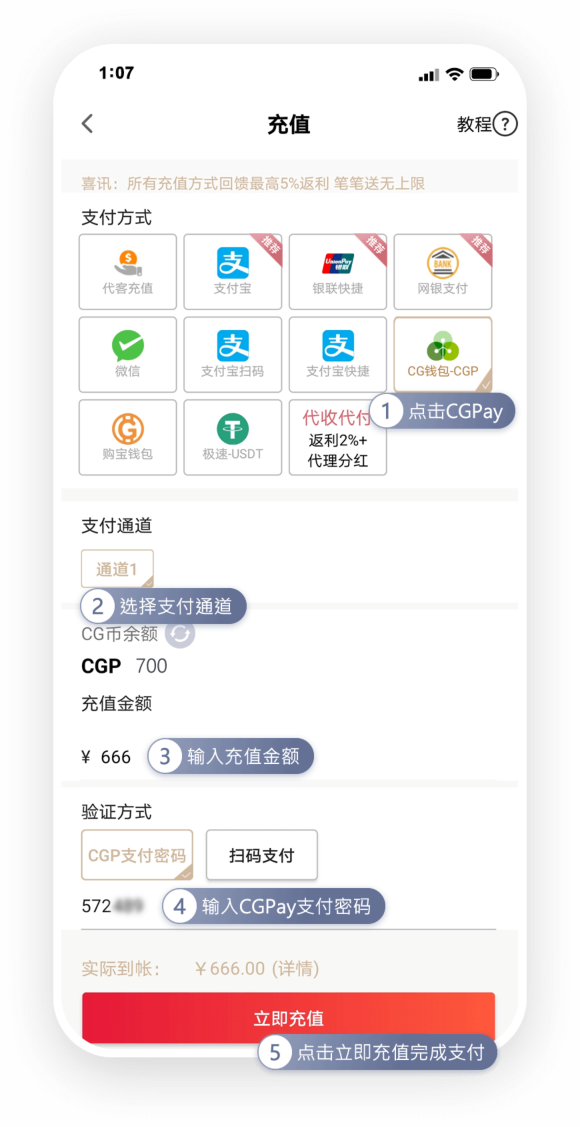 1:07
充值
教程?
喜讯：所有充值方式回馈最高5%返利 笔笔送无上限
支付方式
推荐 推荐 推荐
代客充值 支付宝 银联快捷 网银支付
UnionPay 银联
BANK
微信 支付宝扫码 支付宝快捷 CG钱包-CGP
1 点击CGPay
购宝钱包 极速-USDT
代收代付
返利2%+
代理分红
支付通道
通道1
2 选择支付通道
CG币余额
CGP 700
充值金额
¥ 666 3 输入充值金额
验证方式
CGP支付密码 扫码支付
572 4 输入CGPay支付密码
实际到帐： ￥666.00 (详情)
立即充值
5 点击立即充值完成支付